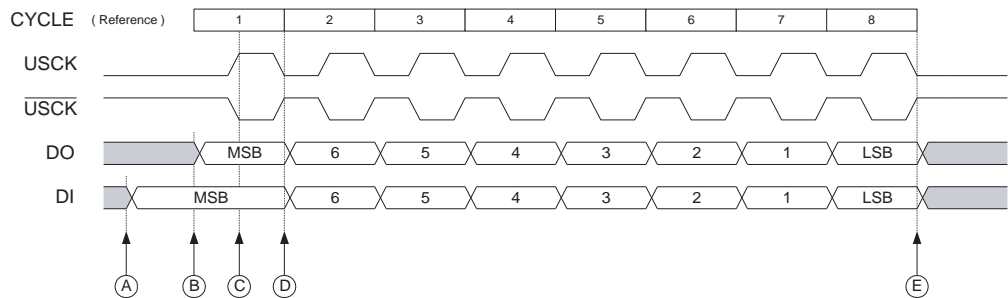 CYCLE ( Reference ) 1 2 3 4 5 6 7 8
USCK
USCK
DO MSB 6 5 4 3 2 1 LSB
DI MSB 6 5 4 3 2 1 LSB
A B C D E